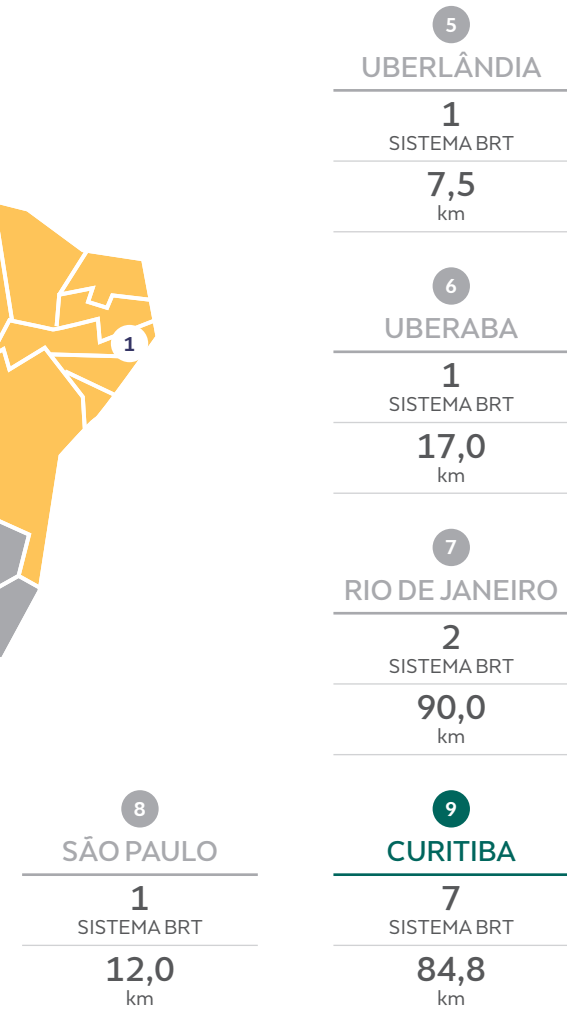 5
UBERLÂNDIA
1
SISTEMA BRT
7,5
km
1
6
UBERABA
1
SISTEMA BRT
17,0
km
7
RIO DE JANEIRO
2
SISTEMA BRT
90,0
km
8
SÃO PAULO
1
SISTEMA BRT
12,0
km
9
CURITIBA
7
SISTEMA BRT
84,8
km